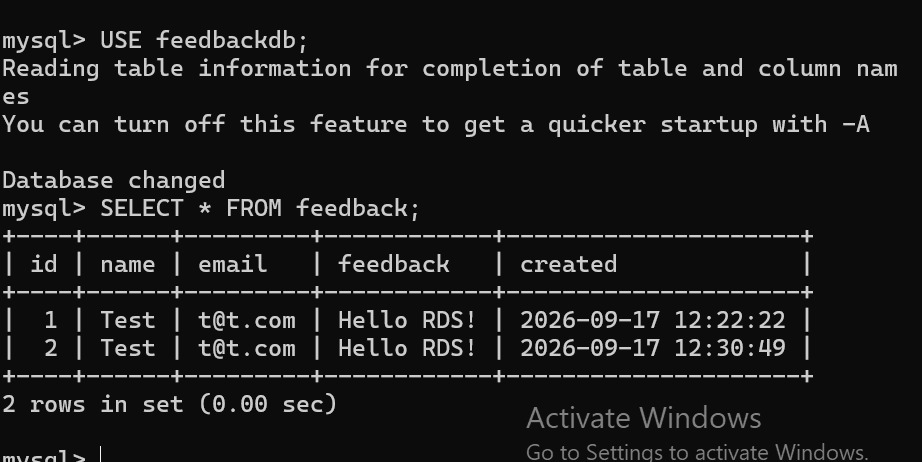 mysql> USE feedbackdb;
Reading table information for completion of table and column nam
es
You can turn off this feature to get a quicker startup with -A
Database changed
mysql> SELECT * FROM feedback;
+----+------+---------+------------+---------------------+
| id | name | email   | feedback   | created             |
+----+------+---------+------------+---------------------+
|  1 | Test | t@t.com | Hello RDS! | 2026-09-17 12:22:22 |
|  2 | Test | t@t.com | Hello RDS! | 2026-09-17 12:30:49 |
+----+------+---------+------------+---------------------+
2 rows in set (0.00 sec)
Activate Windows
Go to Settings to activate Windows.
mysql>